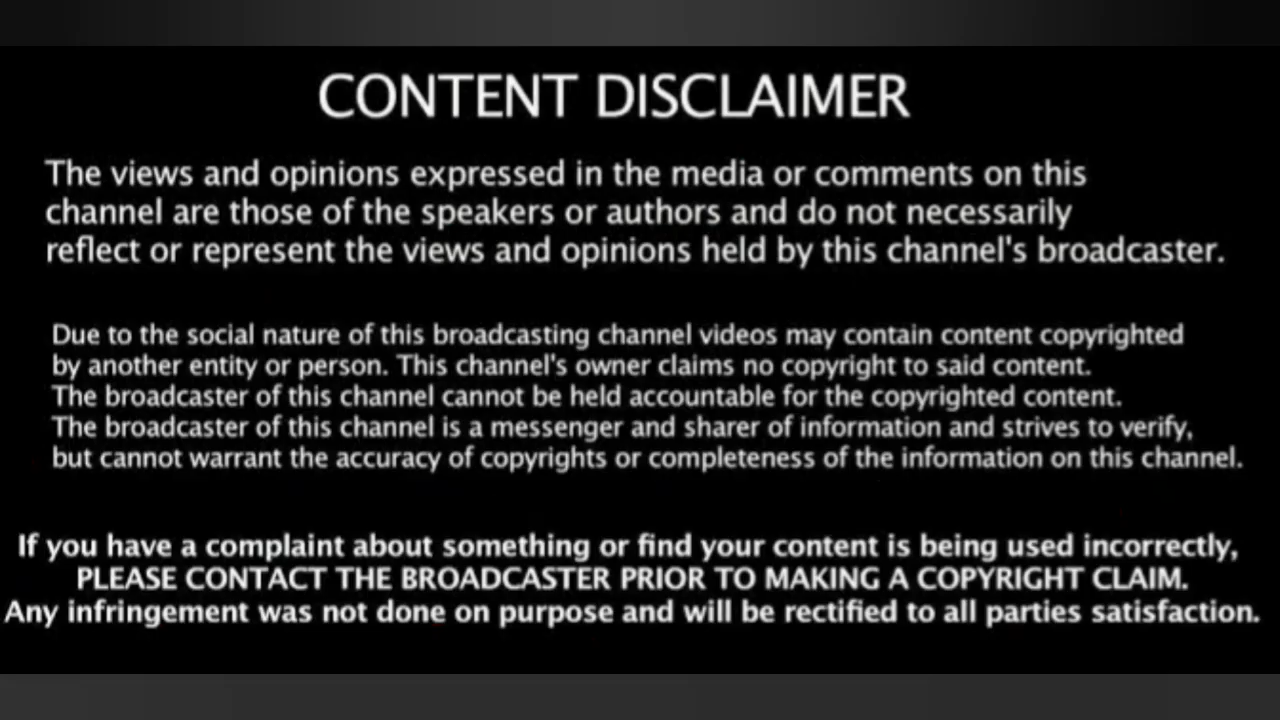 CONTENT DISCLAIMER
The views and opinions expressed in the media or comments on this
channel are those of the speakers or authors and do not necessarily
reflect or represent the views and opinions held by this channel's broadcaster.
Due to the social nature of this broadcasting channel videos may contain content copyrighted
by another entity or person. This channel's owner claims no copyright to said content.
The broadcaster of this channel cannot be held accountable for the copyrighted content.
The broadcaster of this channel is a messenger and sharer of information and strives to verify,
but cannot warrant the accuracy of copyrights or completeness of the information on this channel.
If you have a complaint about something or find your content is being used incorrectly,
PLEASE CONTACT THE BROADCASTER PRIOR TO MAKING A COPYRIGHT CLAIM.
Any infringement was not done on purpose and will be rectified to all parties satisfaction.